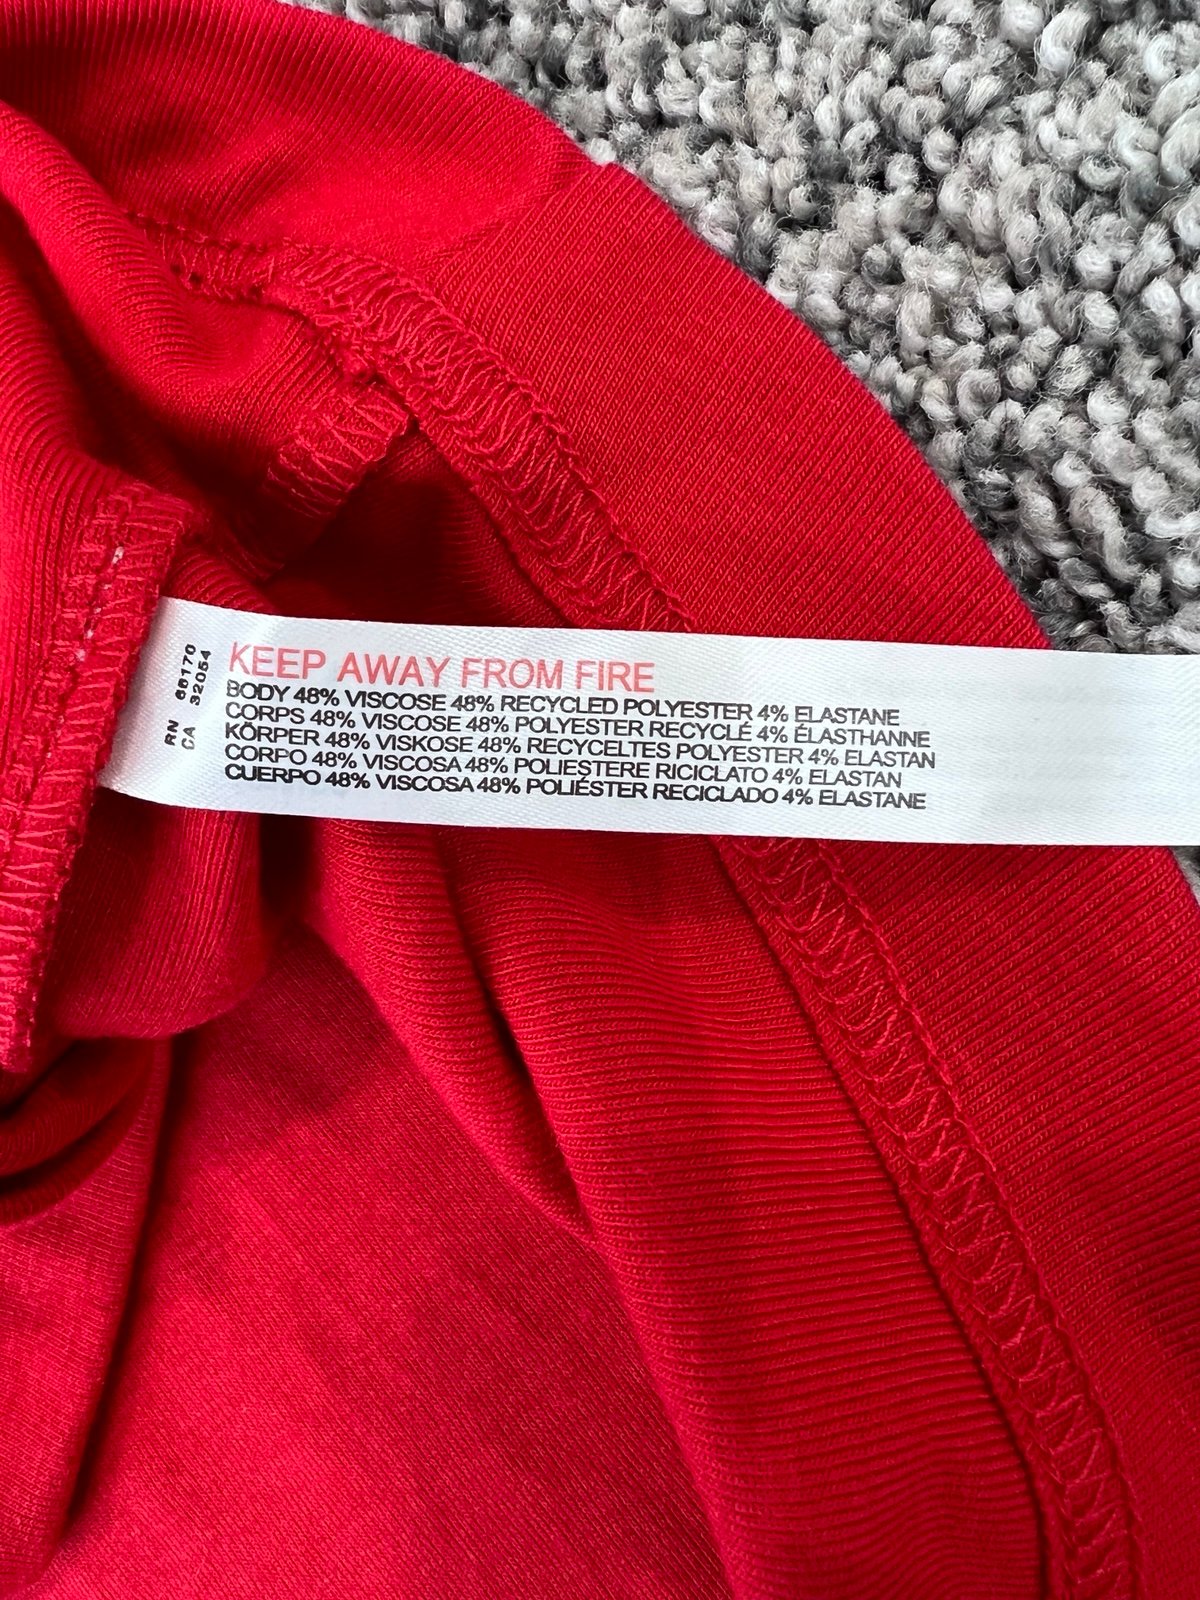 RN 66170
CA 32054
KEEP AWAY FROM FIRE
BODY 48% VISCOSE 48% RECYCLED POLYESTER 4% ELASTANE
CORPS 48% VISCOSE 48% POLYESTER RECYCLÉ 4% ÉLASTHANNE
KÖRPER 48% VISKOSE 48% RECYCELTES POLYESTER 4% ELASTAN
CORPO 48% VISCOSA 48% POLIESTERE RICICLATO 4% ELASTAN
CUERPO 48% VISCOSA 48% POLIÉSTER RECICLADO 4% ELASTANE